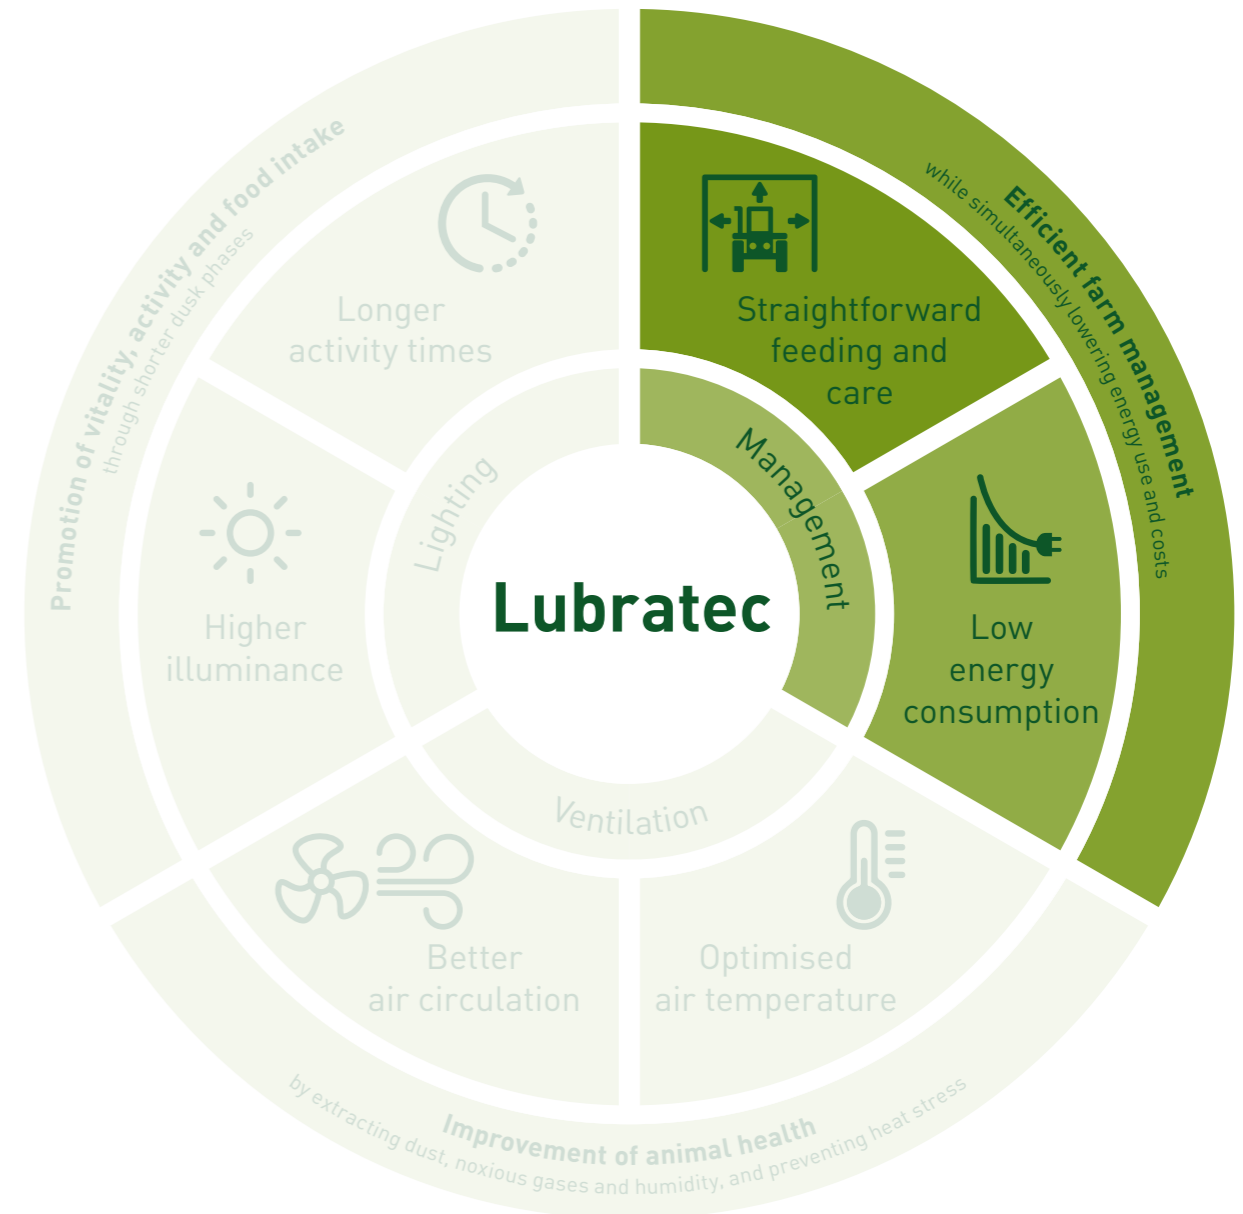 Lubratec
Management
Straightforward
feeding and
care
Low
energy
consumption
Efficient farm management
while simultaneously lowering energy use and costs
Ventilation
Optimised
air temperature
Better
air circulation
Improvement of animal health
by extracting dust, noxious gases and humidity, and preventing heat stress
Lighting
Higher
illuminance
Longer
activity times
Promotion of vitality, activity and food intake
through shorter dusk phases